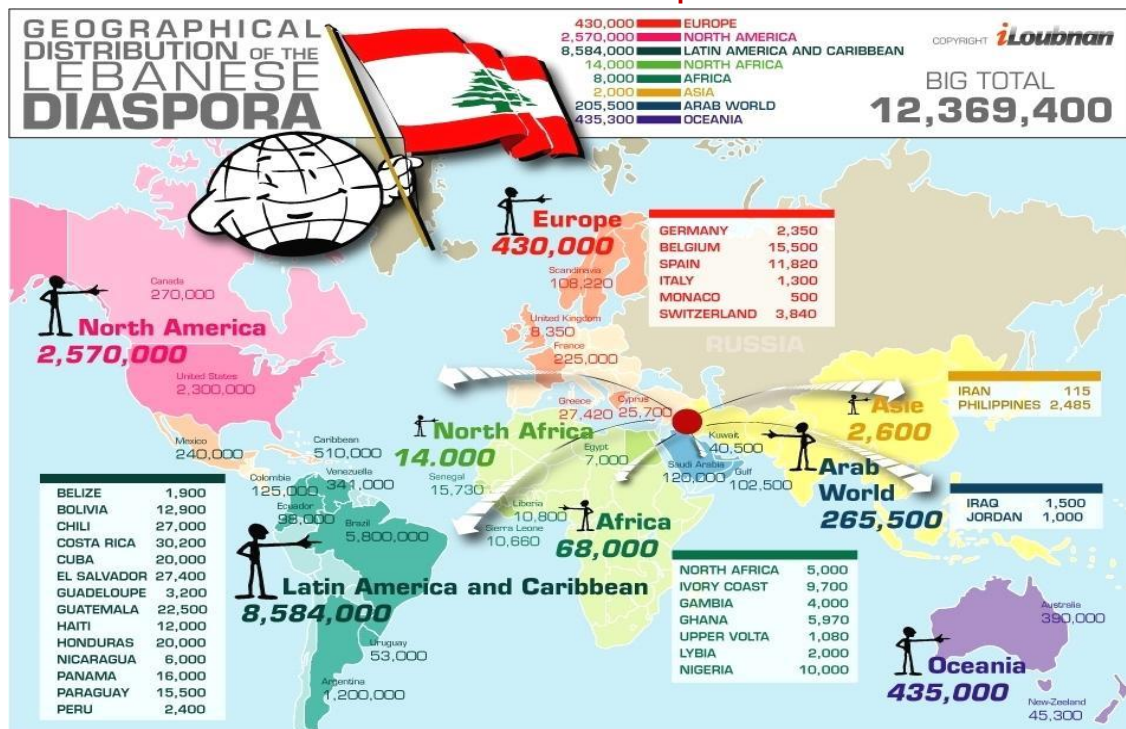 GEOGRAPHICAL
DISTRIBUTION OF THE
LEBANESE
DIASPORA
430,000 EUROPE
2,570,000 NORTH AMERICA
8,584,000 LATIN AMERICA AND CARIBBEAN
14,000 NORTH AFRICA
8,000 AFRICA
2,000 ASIA
205,500 ARAB WORLD
435,300 OCEANIA
COPYRIGHT iLoubnan
BIG TOTAL
12,369,400
Europe
430,000
GERMANY 2,350
BELGIUM 15,500
SPAIN 11,820
ITALY 1,300
MONACO 500
SWITZERLAND 3,840
Scandinavia
108,220
United Kingdom
8,350
France
225,000
Greece
27,420
Cyprus
25,700
RUSSIA
Canada
270,000
North America
2,570,000
United States
2,300,000
Mexico
240,000
Caribbean
510,000
North Africa
14.000
Egypt
7,000
Senegal
15,730
Liberia
10,800
Sierra Leone
10,660
Africa
68,000
Kuwait
40,500
Saudi Arabia
120,000
Gulf
102,500
Asie
2,600
IRAN 115
PHILIPPINES 2,485
Arab
World
265,500
IRAQ 1,500
JORDAN 1,000
Colombia
125,000
Venezuella
341,000
Ecuador
98,000
Brazil
5,800,000
Latin America and Caribbean
8,584,000
Uruguay
53,000
Argentina
1,200,000
BELIZE 1,900
BOLIVIA 12,900
CHILI 27,000
COSTA RICA 30,200
CUBA 20,000
EL SALVADOR 27,400
GUADELOUPE 3,200
GUATEMALA 22,500
HAITI 12,000
HONDURAS 20,000
NICARAGUA 6,000
PANAMA 16,000
PARAGUAY 15,500
PERU 2,400
NORTH AFRICA 5,000
IVORY COAST 9,700
GAMBIA 4,000
GHANA 5,970
UPPER VOLTA 1,080
LYBIA 2,000
NIGERIA 10,000
Australia
390,000
Oceania
435,000
New-Zeeland
45,300